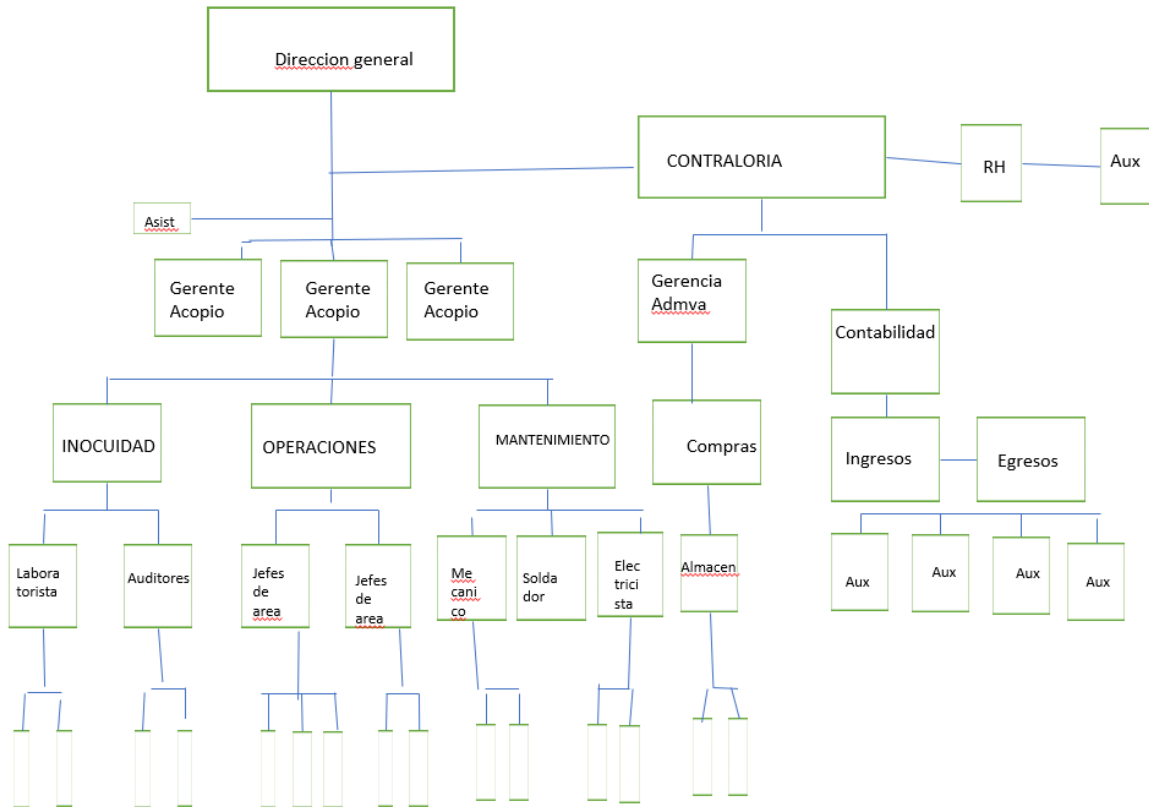 Direccion general
CONTRALORIA
RH
Aux
Asist
Gerente
Acopio
Gerente
Acopio
Gerente
Acopio
Gerencia
Admva
Contabilidad
INOCUIDAD
OPERACIONES
MANTENIMIENTO
Compras
Ingresos
Egresos
Labora
torista
Auditores
Jefes
de
area
Jefes
de
area
Me
cani
co
Solda
dor
Elec
trici
sta
Almacen
Aux
Aux
Aux
Aux